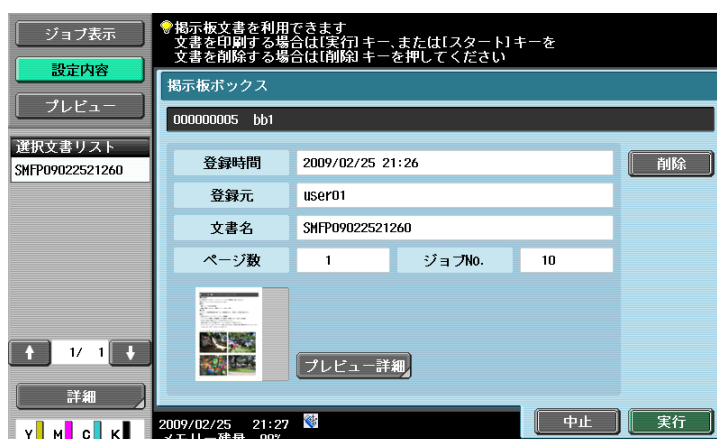 ジョブ表示
設定内容
プレビュー
選択文書リスト
SMFP09022521260
1/ 1
詳細
Y M C K
掲示板文書を利用できます
文書を印刷する場合は[実行]キー、または[スタート]キーを
文書を削除する場合は[削除]キーを押してください
掲示板ボックス
000000005 bb1
登録時間 2009/02/25 21:26
削除
登録元 user01
文書名 SMFP09022521260
ページ数 1 ジョブNo. 10
プレビュー詳細
2009/02/25 21:27
メモリー残量 99%
中止
実行